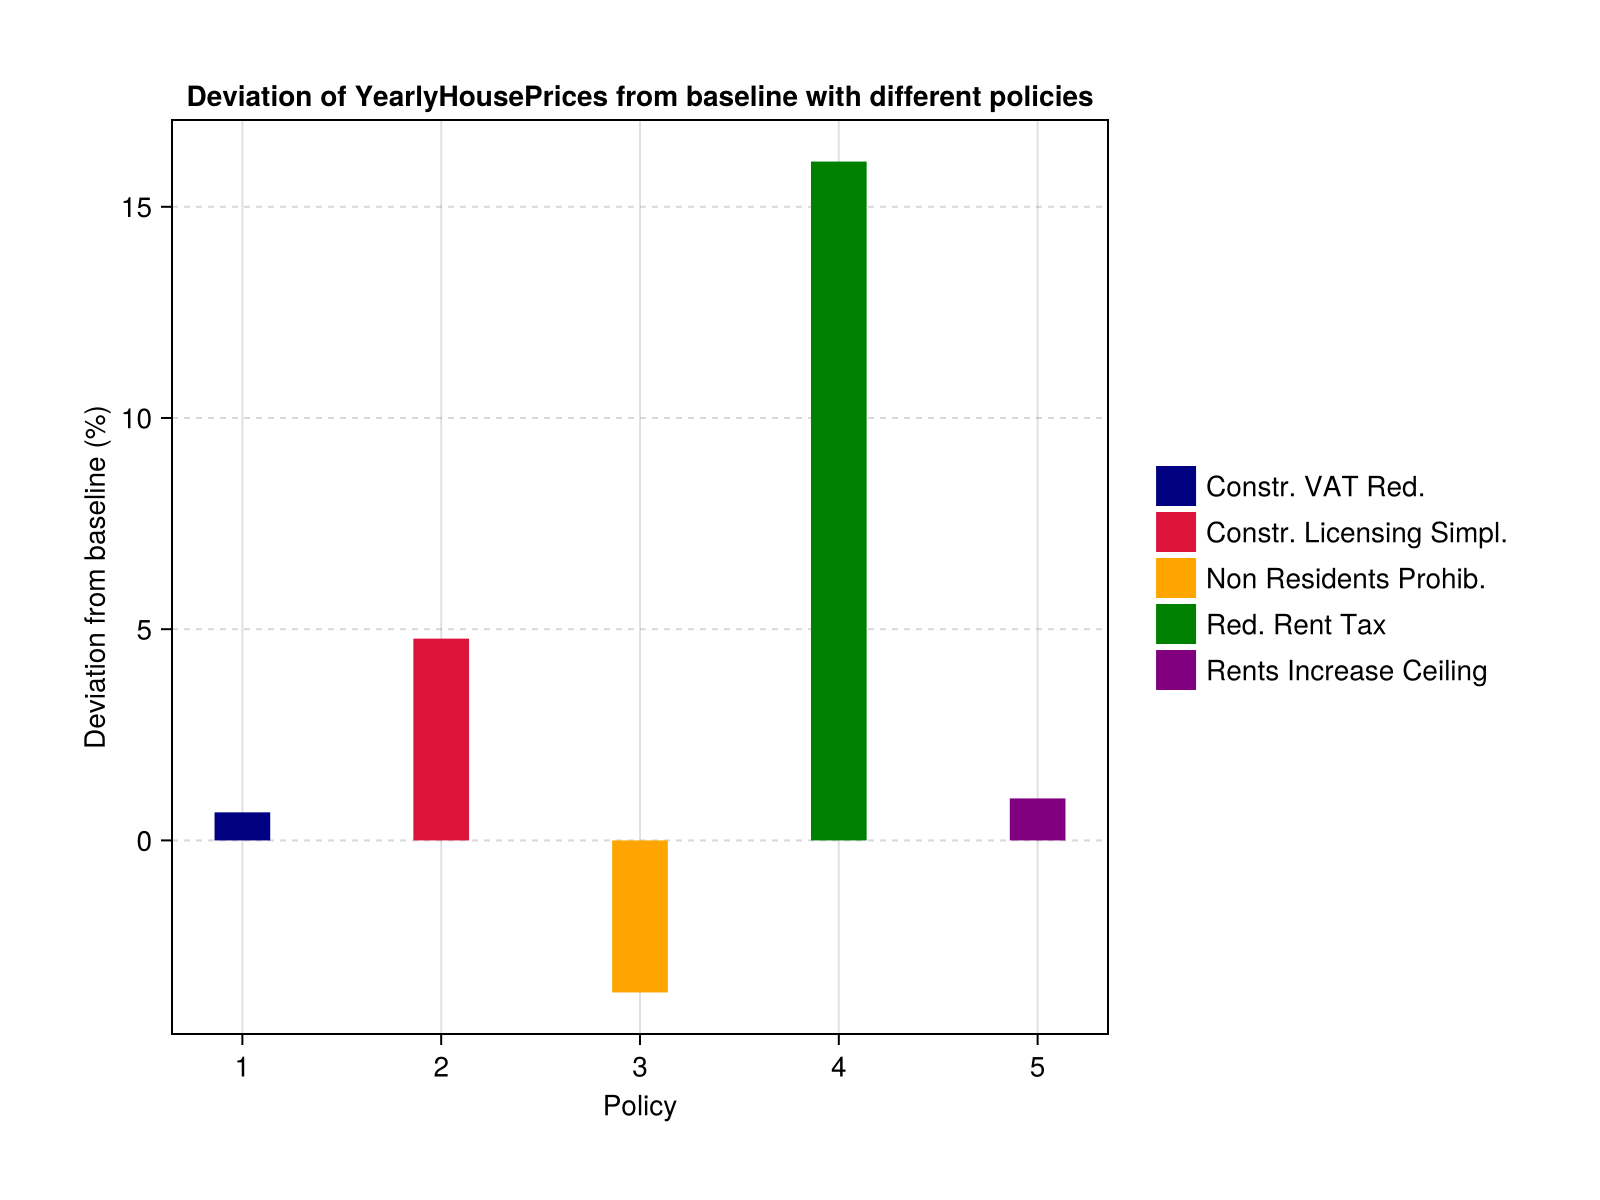 Deviation of YearlyHousePrices from baseline with different policies
Deviation from baseline (%)
15
10
5
0
1 2 3 4 5
Policy
Constr. VAT Red.
Constr. Licensing Simpl.
Non Residents Prohib.
Red. Rent Tax
Rents Increase Ceiling